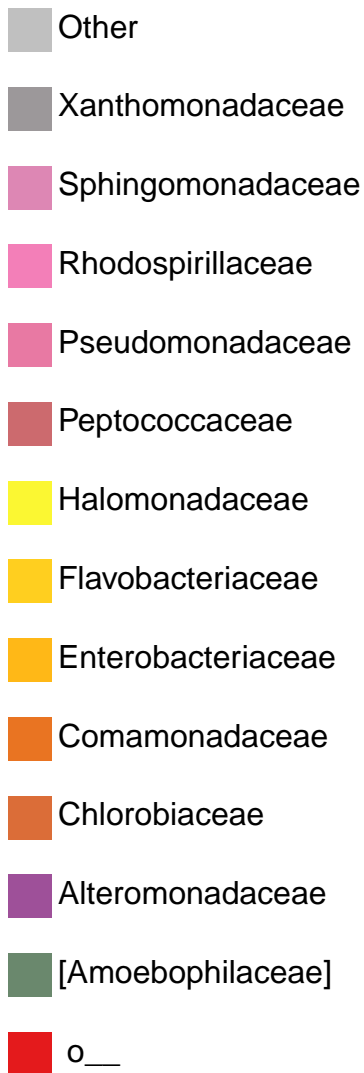 Other
Xanthomonadaceae
Sphingomonadaceae
Rhodospirillaceae
Pseudomonadaceae
Peptococcaceae
Halomonadaceae
Flavobacteriaceae
Enterobacteriaceae
Comamonadaceae
Chlorobiaceae
Alteromonadaceae
[Amoebophilaceae]
o__